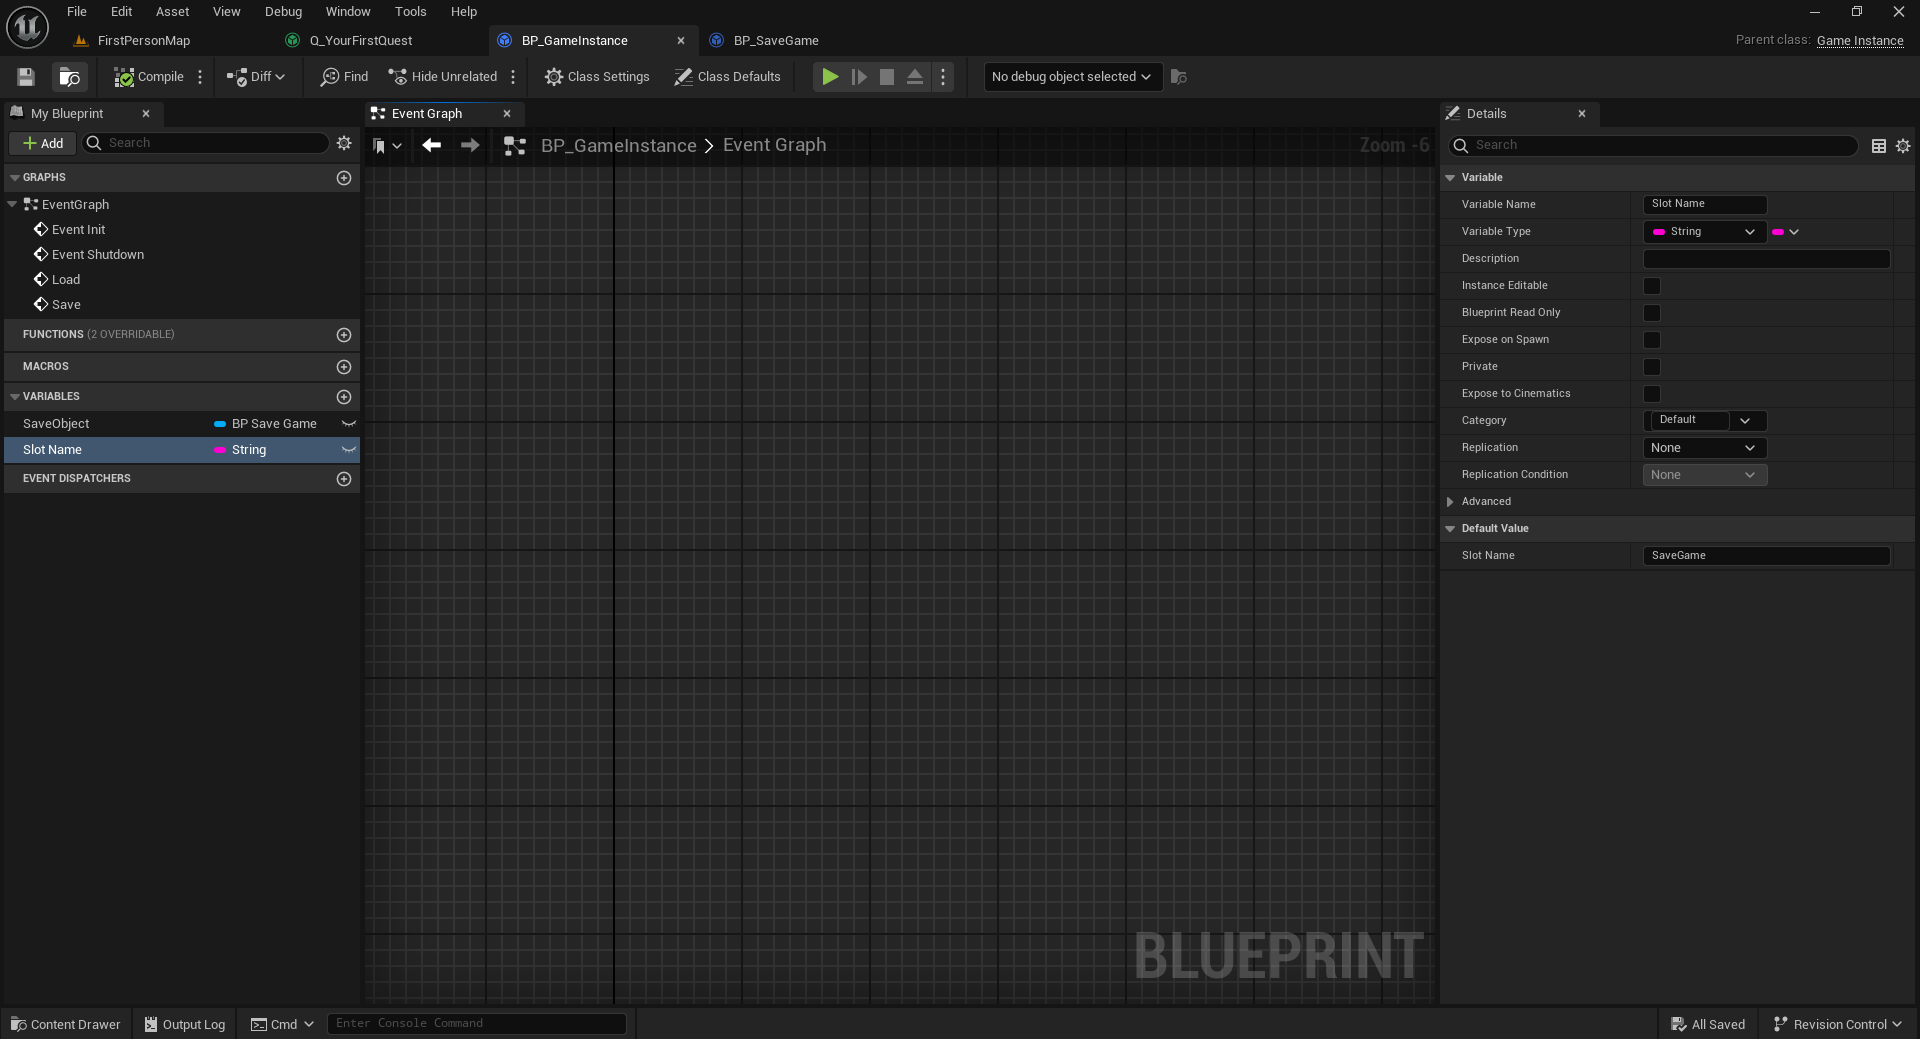 File Edit Asset View Debug Window Tools Help
FirstPersonMap Q_YourFirstQuest BP_GameInstance BP_SaveGame Parent class: Game Instance
Compile Diff Find Hide Unrelated Class Settings Class Defaults No debug object selected
My Blueprint Event Graph Details
Add Search BP_GameInstance > Event Graph Zoom -6 Search
GRAPHS
EventGraph
Event Init
Event Shutdown
Load
Save
FUNCTIONS (2 OVERRIDABLE)
MACROS
VARIABLES
SaveObject BP Save Game
Slot Name String
EVENT DISPATCHERS
BLUEPRINT
Variable
Variable Name Slot Name
Variable Type String
Description
Instance Editable
Blueprint Read Only
Expose on Spawn
Private
Expose to Cinematics
Category Default
Replication None
Replication Condition None
Advanced
Default Value
Slot Name SaveGame
Content Drawer Output Log Cmd Enter Console Command All Saved Revision Control